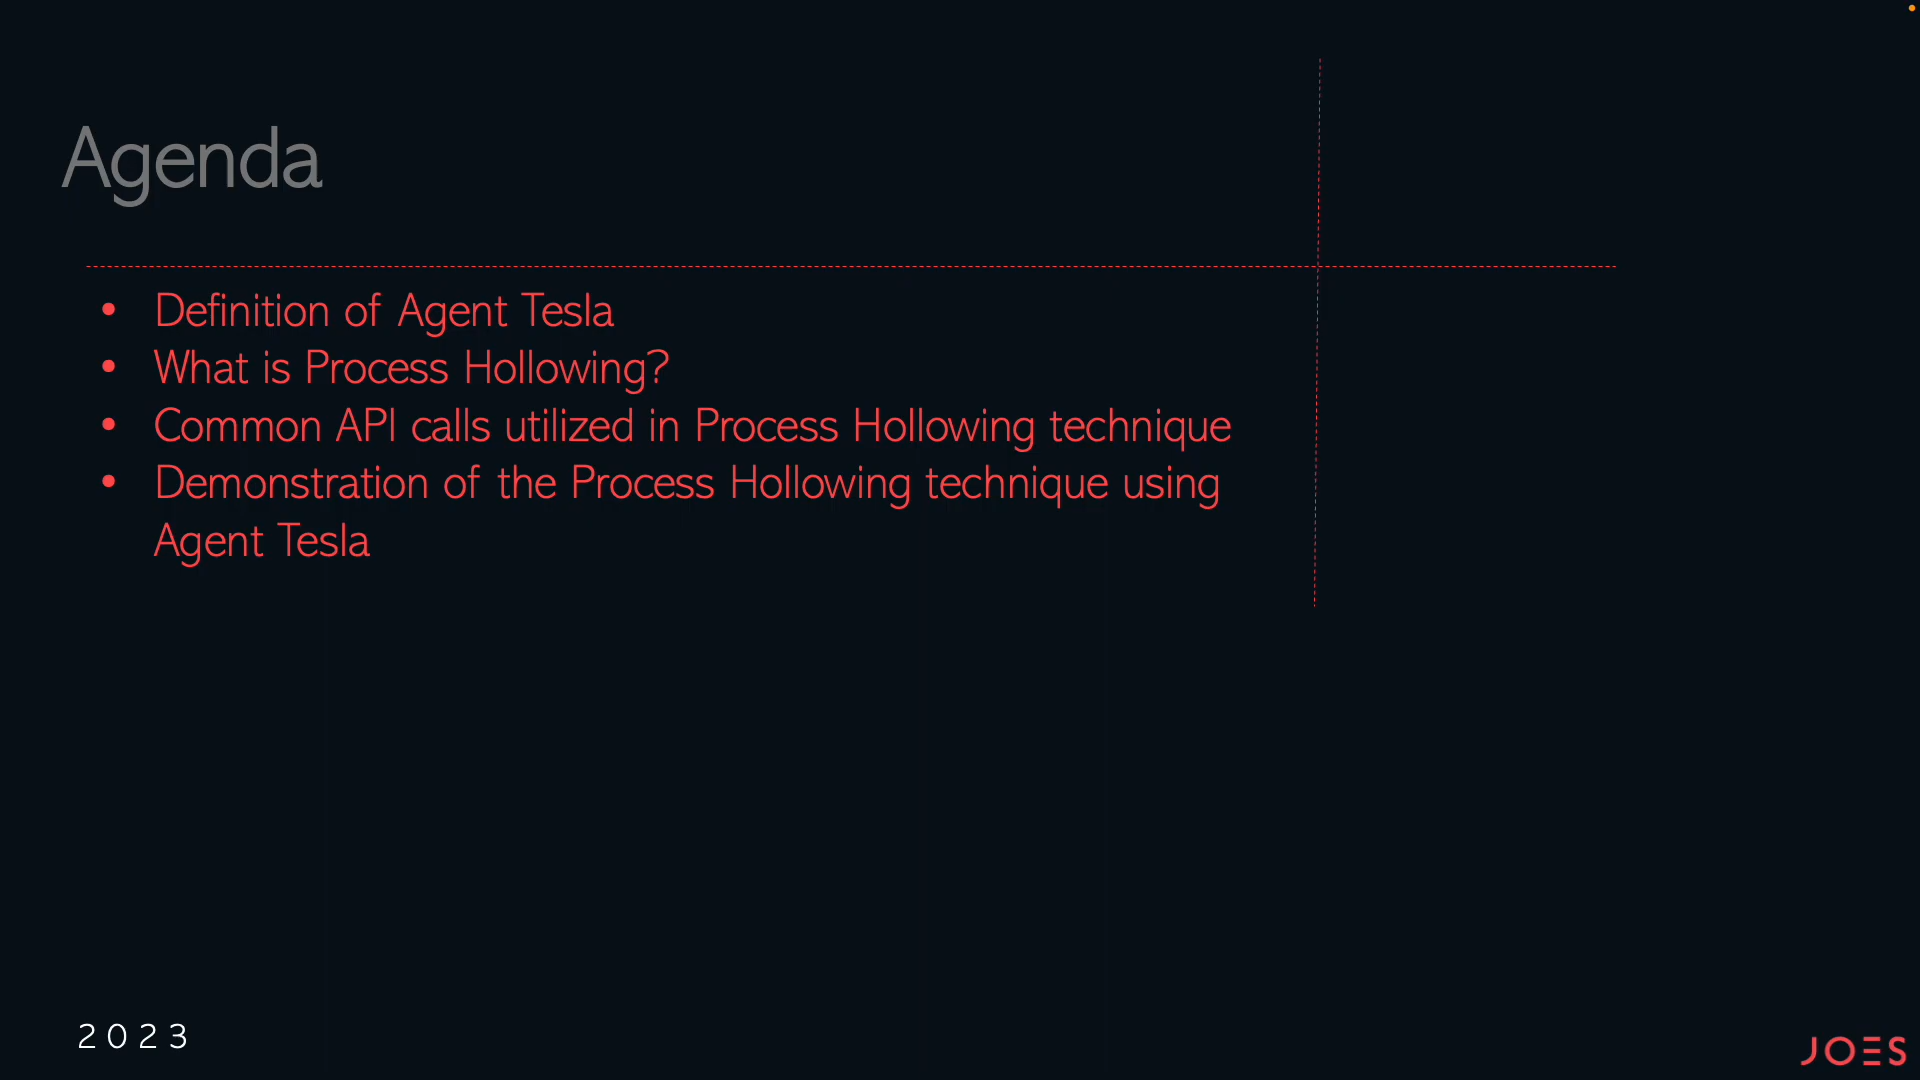 Agenda
• Definition of Agent Tesla
• What is Process Hollowing?
• Common API calls utilized in Process Hollowing technique
• Demonstration of the Process Hollowing technique using
Agent Tesla
2023
JOES